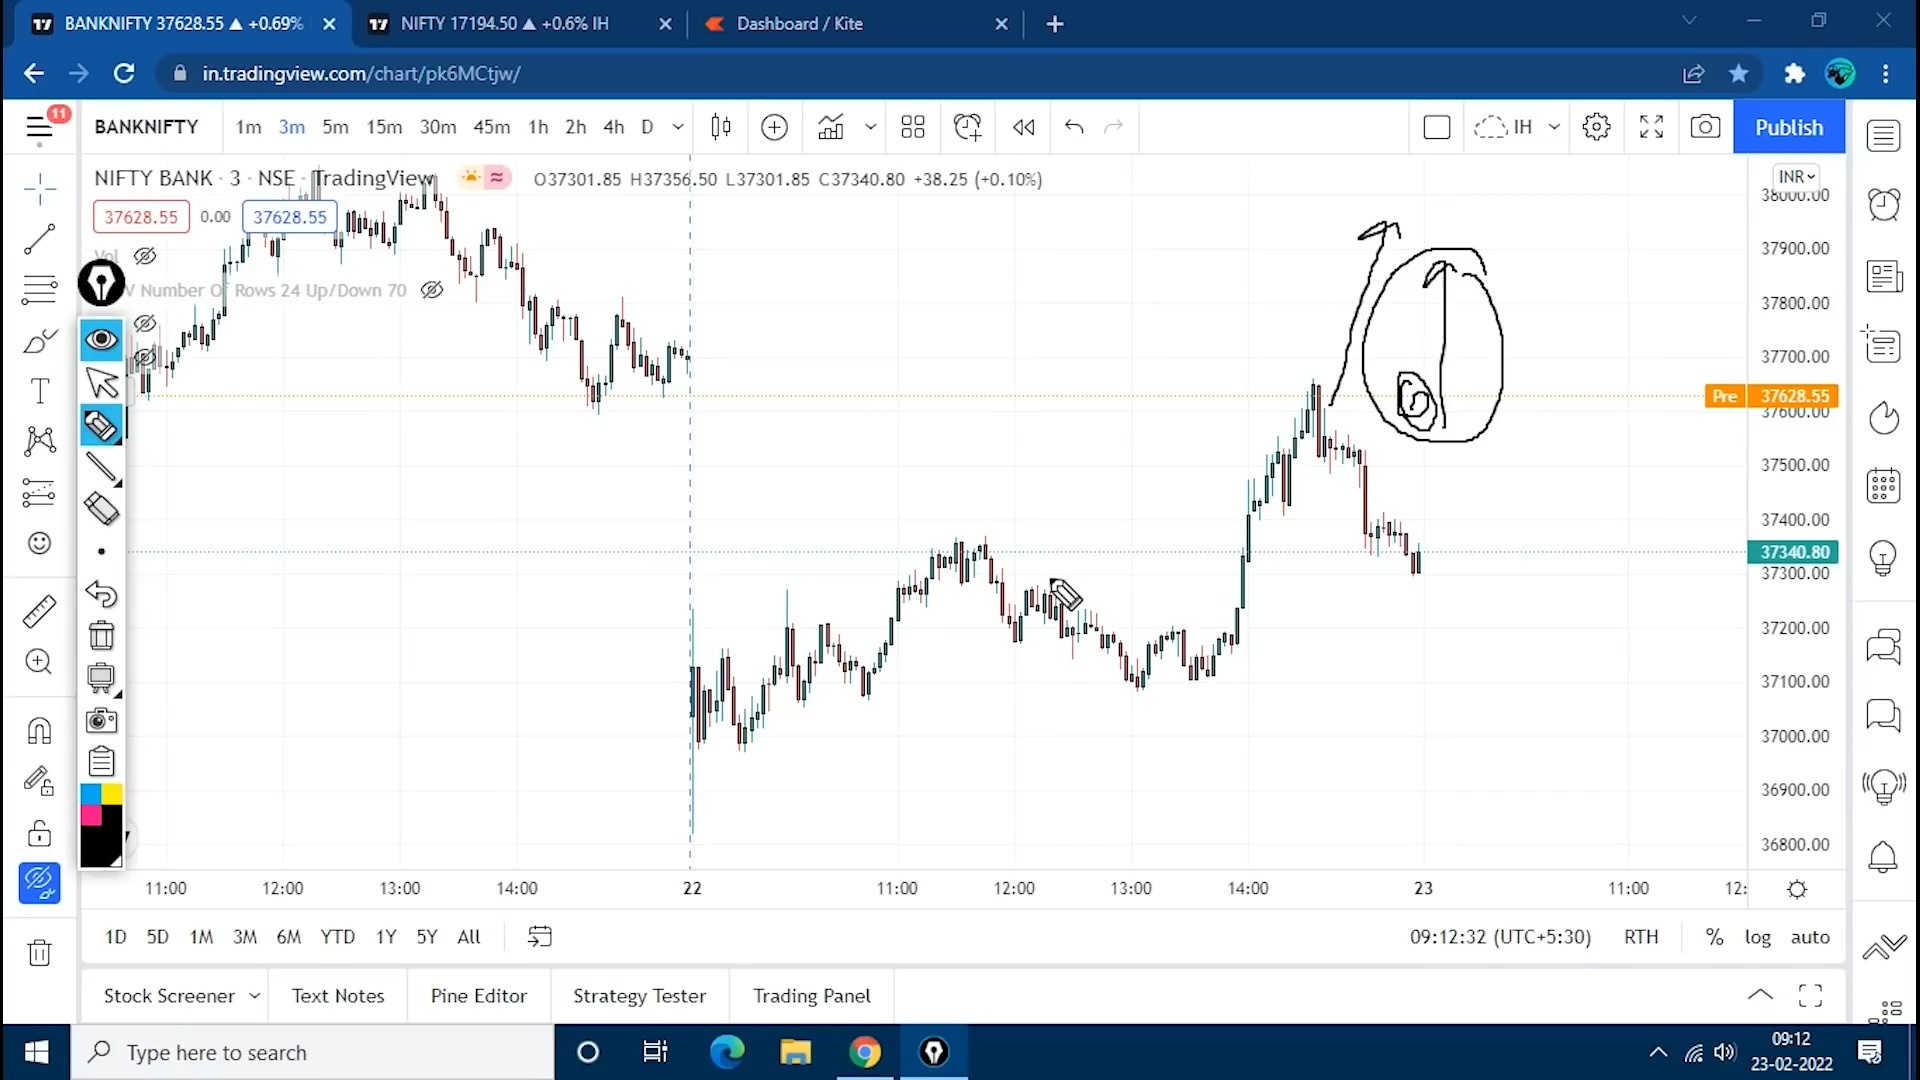 BANKNIFTY 37628.55 ▲ +0.69%
NIFTY 17194.50 ▲ +0.6% IH
Dashboard / Kite
in.tradingview.com/chart/pk6MCtjw/
11
BANKNIFTY
1m 3m 5m 15m 30m 45m 1h 2h 4h D
IH
Publish
NIFTY BANK · 3 · NSE · TradingView
O37301.85 H37356.50 L37301.85 C37340.80 +38.25 (+0.10%)
INR
37628.55 0.00 37628.55
Vol
V Number Of Rows 24 Up/Down 70
38000.00
37900.00
37800.00
37700.00
Pre 37628.55
37600.00
37500.00
37400.00
37340.80
37300.00
37200.00
37100.00
37000.00
36900.00
36800.00
11:00 12:00 13:00 14:00 22 11:00 12:00 13:00 14:00 23 11:00 12:
1D 5D 1M 3M 6M YTD 1Y 5Y All
09:12:32 (UTC+5:30) RTH % log auto
Stock Screener Text Notes Pine Editor Strategy Tester Trading Panel
Type here to search
09:12
23-02-2022